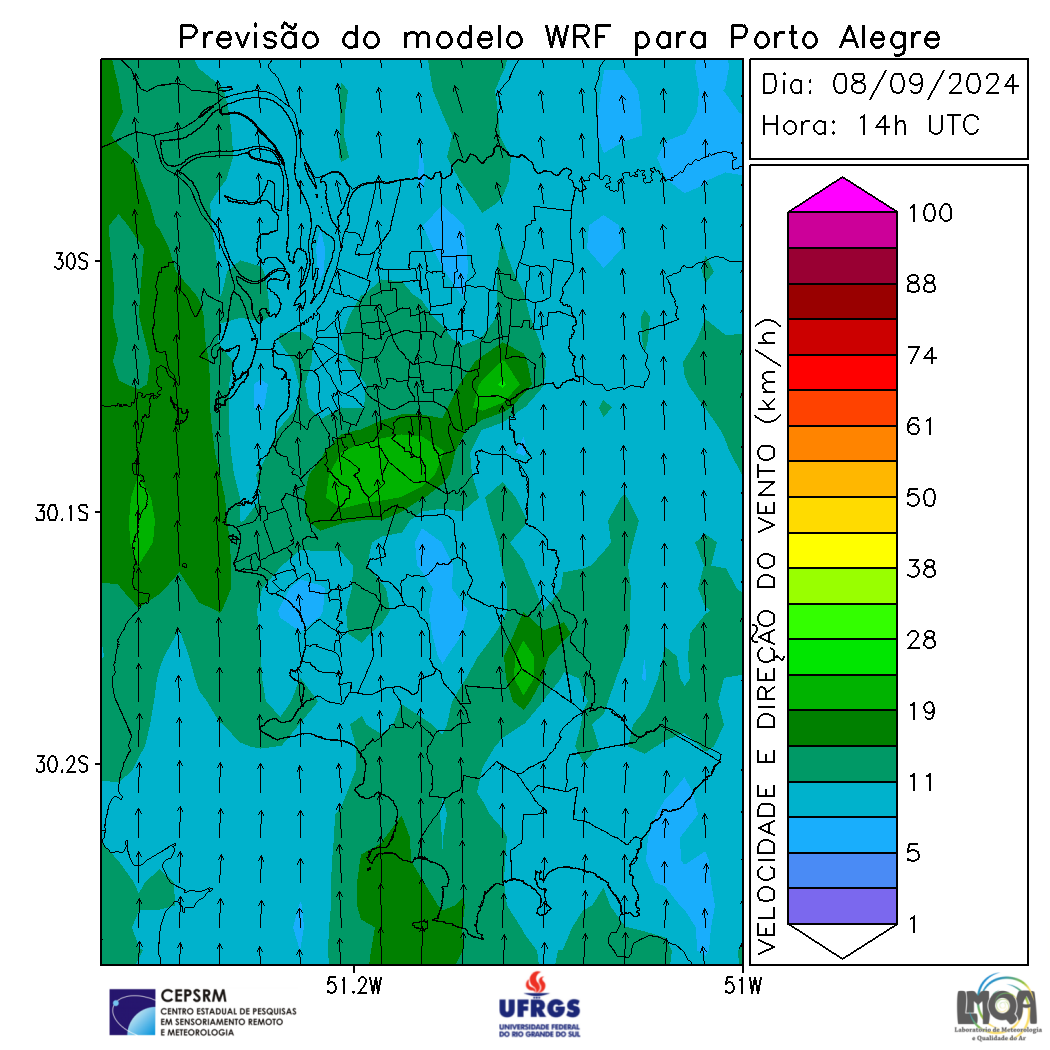 Previsão do modelo WRF para Porto Alegre
Dia: 08/09/2024
Hora: 14h UTC
30S
30.1S
30.2S
51.2W
51W
VELOCIDADE E DIREÇÃO DO VENTO (km/h)
100
88
74
61
50
38
28
19
11
5
1
CEPSRM
CENTRO ESTADUAL DE PESQUISAS
EM SENSORIAMENTO REMOTO
E METEOROLOGIA
UFRGS
UNIVERSIDADE FEDERAL
DO RIO GRANDE DO SUL
LMQA
Laboratório de Meteorologia
e Qualidade do Ar